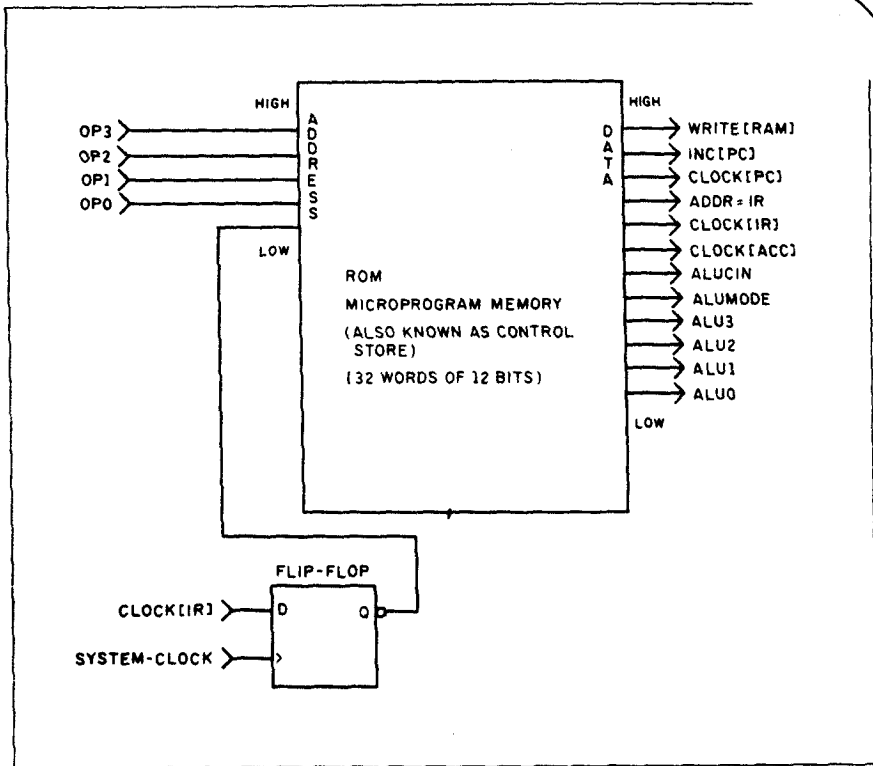 HIGH
OP3
OP2
OP1
OP0
LOW
ADDRESS
ROM
MICROPROGRAM MEMORY
(ALSO KNOWN AS CONTROL
STORE)
(32 WORDS OF 12 BITS)
DATA
HIGH
WRITE[RAM]
INC[PC]
CLOCK[PC]
ADDR=IR
CLOCK[IR]
CLOCK[ACC]
ALUCIN
ALUMODE
ALU3
ALU2
ALU1
ALU0
LOW
FLIP-FLOP
CLOCK[IR]
D
Q
SYSTEM-CLOCK
>